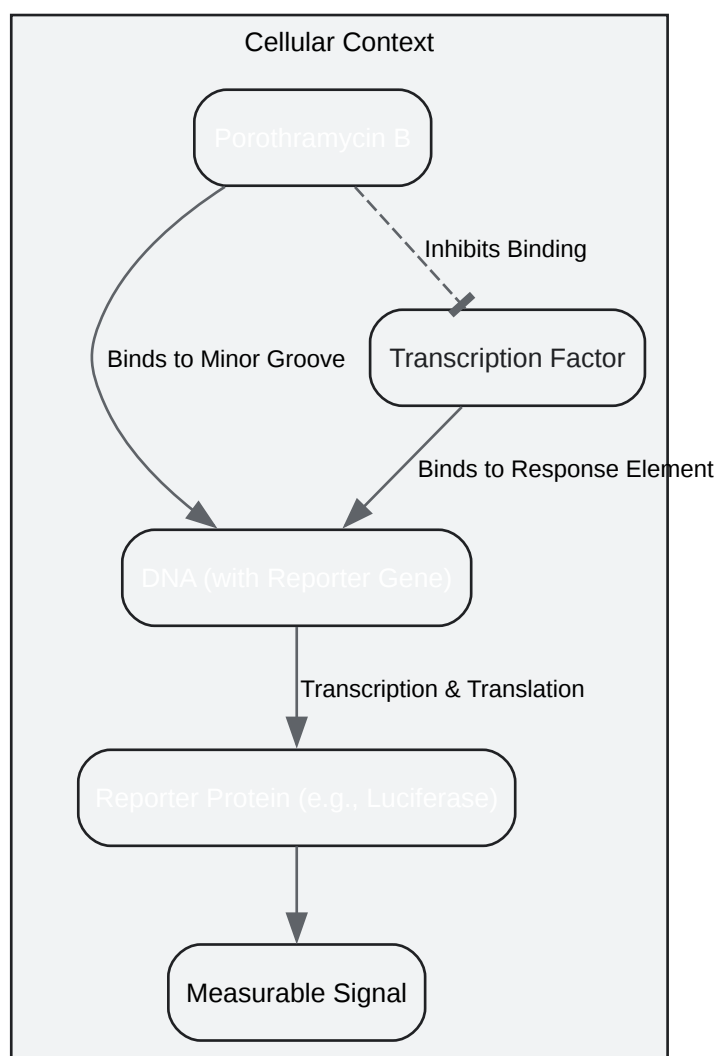 Cellular Context
Porothramycin B
Inhibits Binding
Binds to Minor Groove
Transcription Factor
Binds to Response Element
DNA (with Reporter Gene)
Transcription & Translation
Reporter Protein (e.g., Luciferase)
Measurable Signal